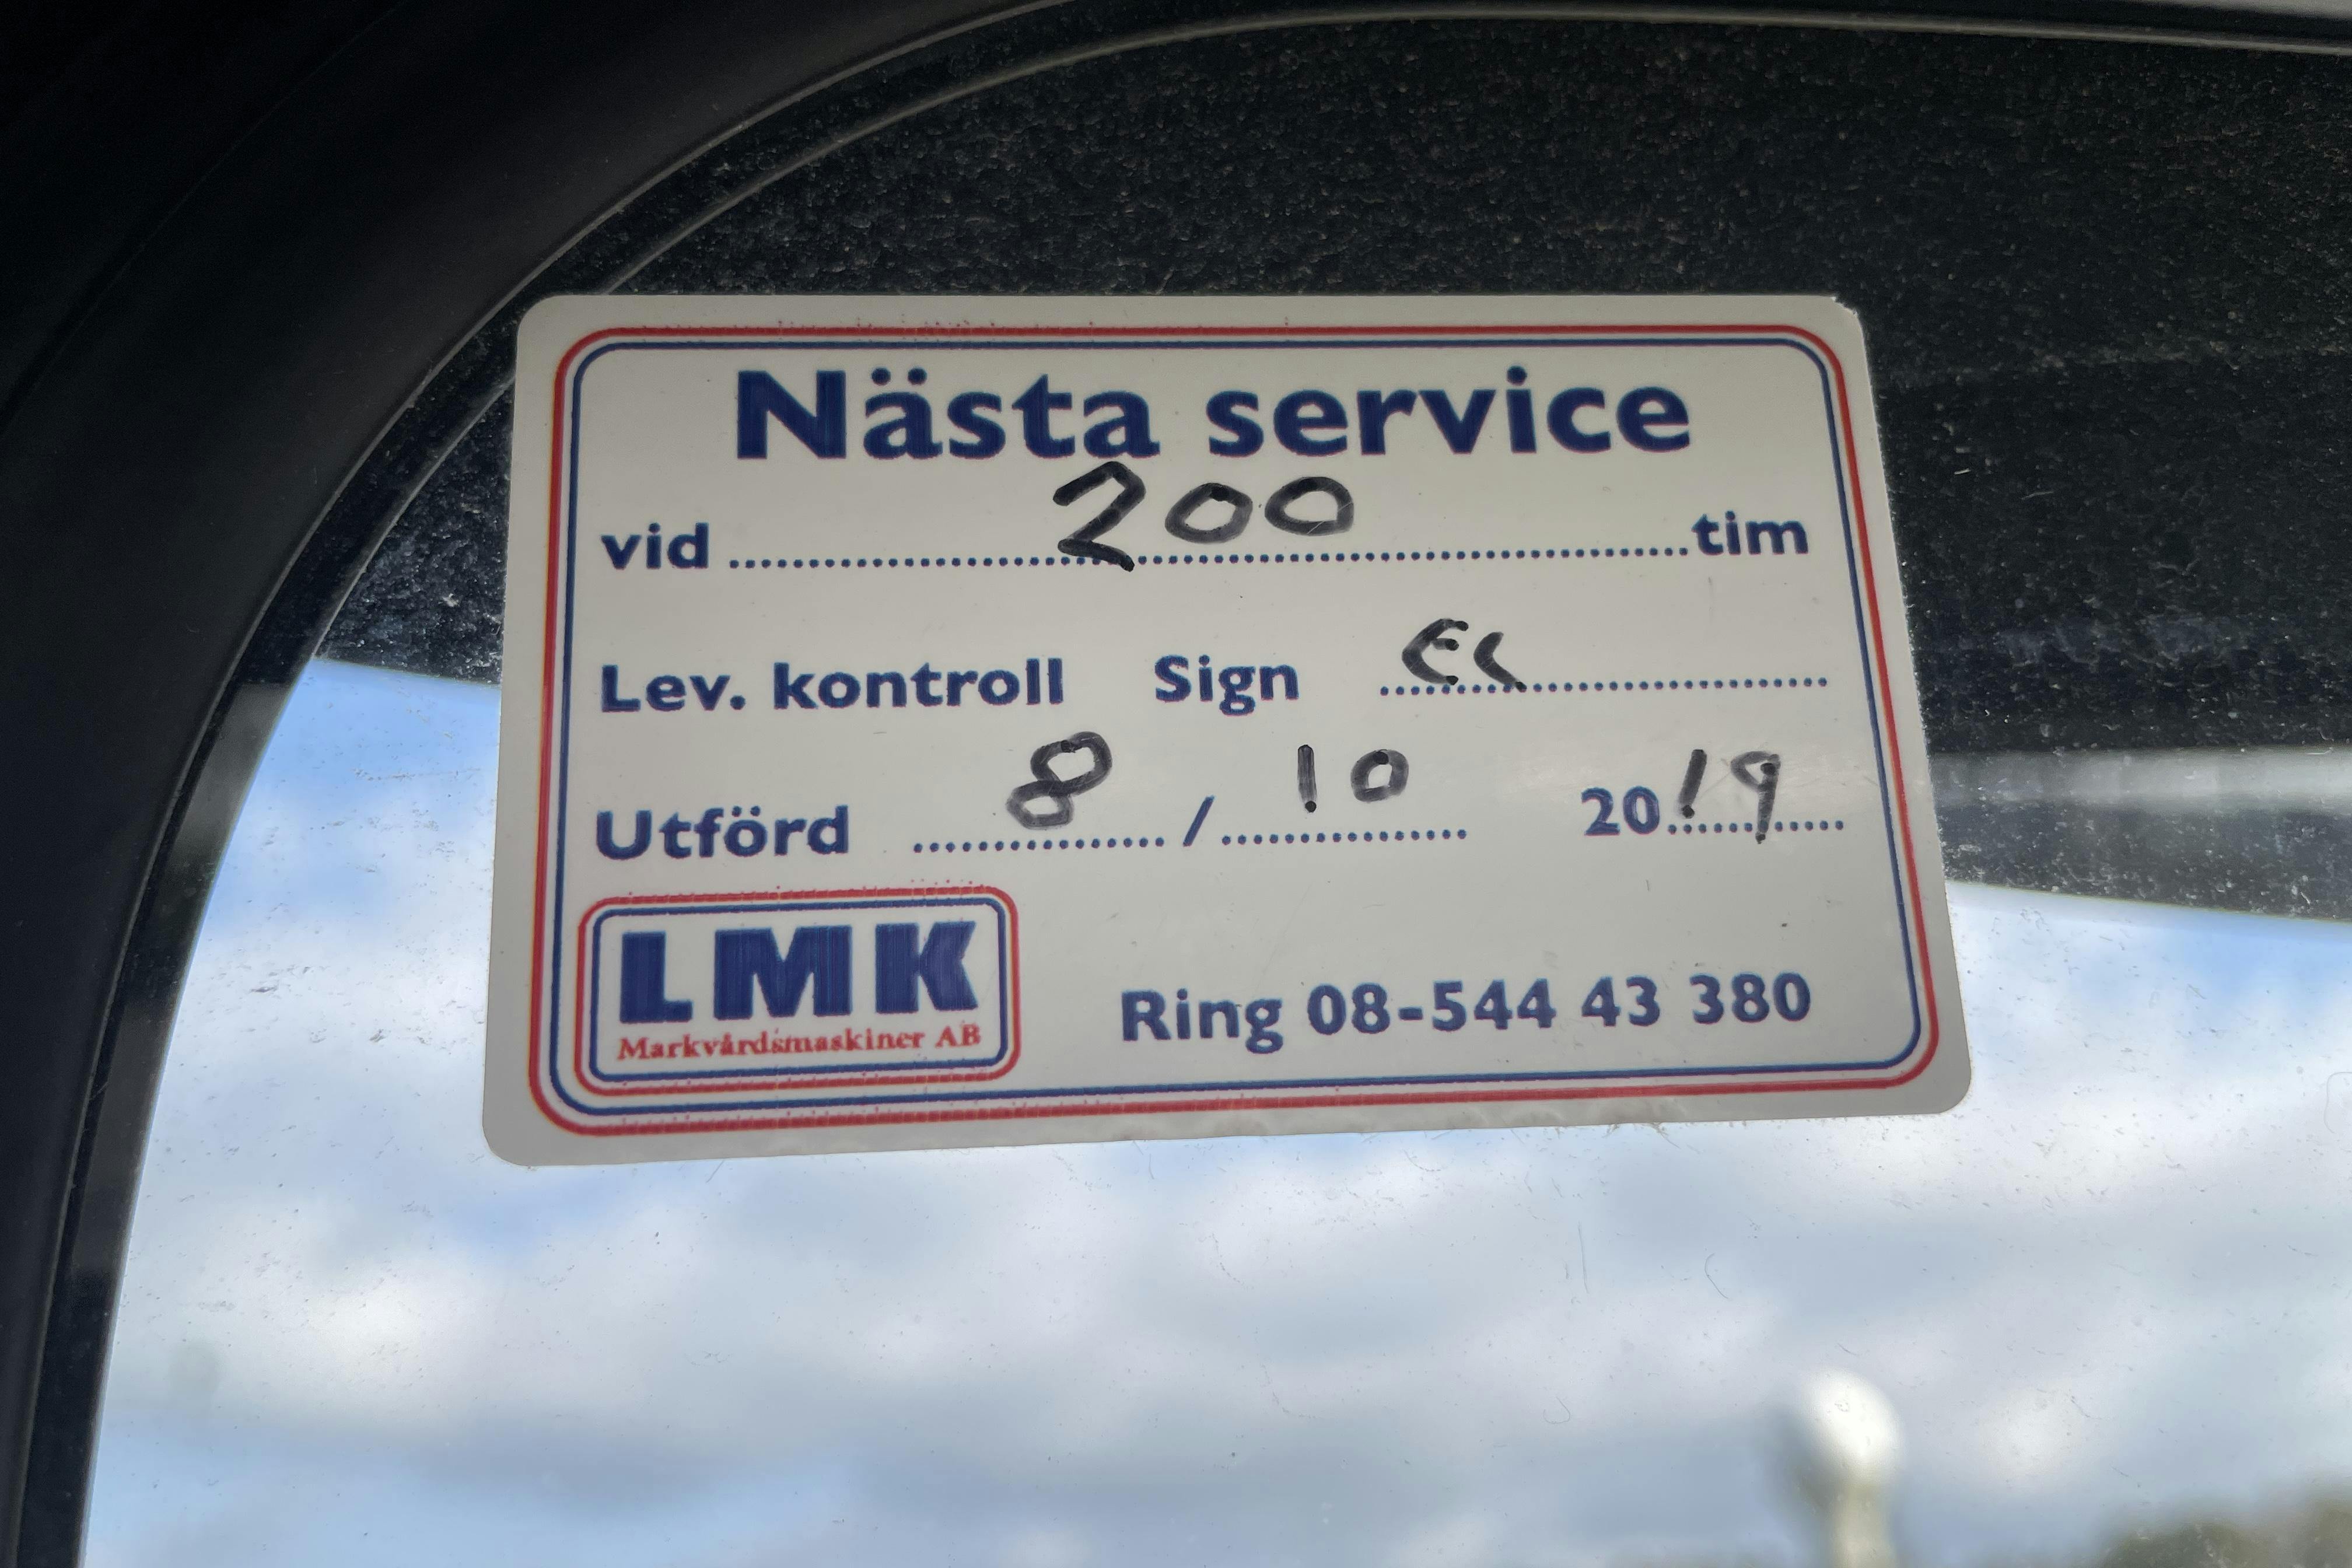 Nästa service
vid 200 tim
Lev. kontroll Sign EL
Utförd 8 / 10 2019
LMK
Markvårdsmaskiner AB
Ring 08-544 43 380